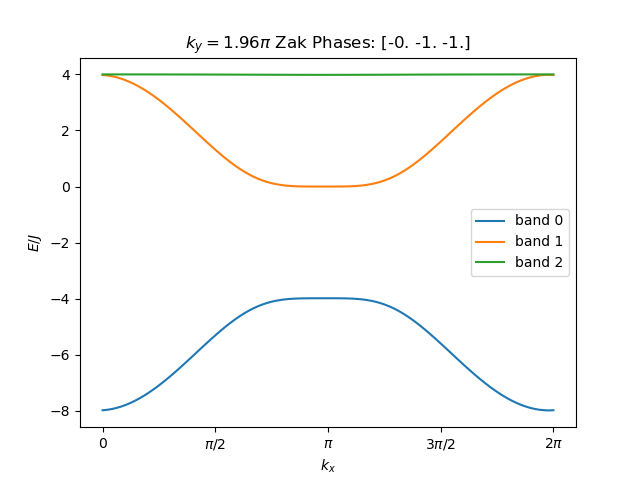 k_y = 1.96π Zak Phases: [-0. -1. -1.]
4
2
0
−2
−4
−6
−8
E/J
band 0
band 1
band 2
0
π/2
π
3π/2
2π
k_x